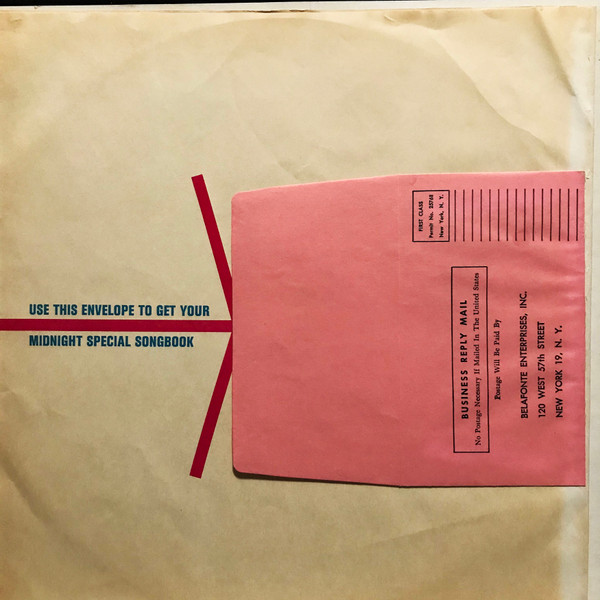 USE THIS ENVELOPE TO GET YOUR
MIDNIGHT SPECIAL SONGBOOK
FIRST CLASS
Permit No. 25768
New York, N. Y.
BUSINESS REPLY MAIL
No Postage Necessary If Mailed In The United States
Postage Will Be Paid By
BELAFONTE ENTERPRISES, INC.
120 WEST 57th STREET
NEW YORK 19, N. Y.